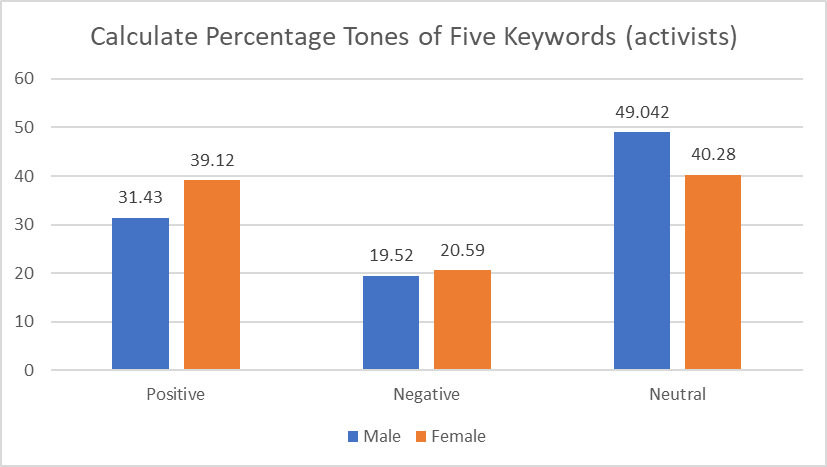 Calculate Percentage Tones of Five Keywords (activists)
60
50
40
30
20
10
0
31.43
39.12
19.52
20.59
49.042
40.28
Positive
Negative
Neutral
Male
Female